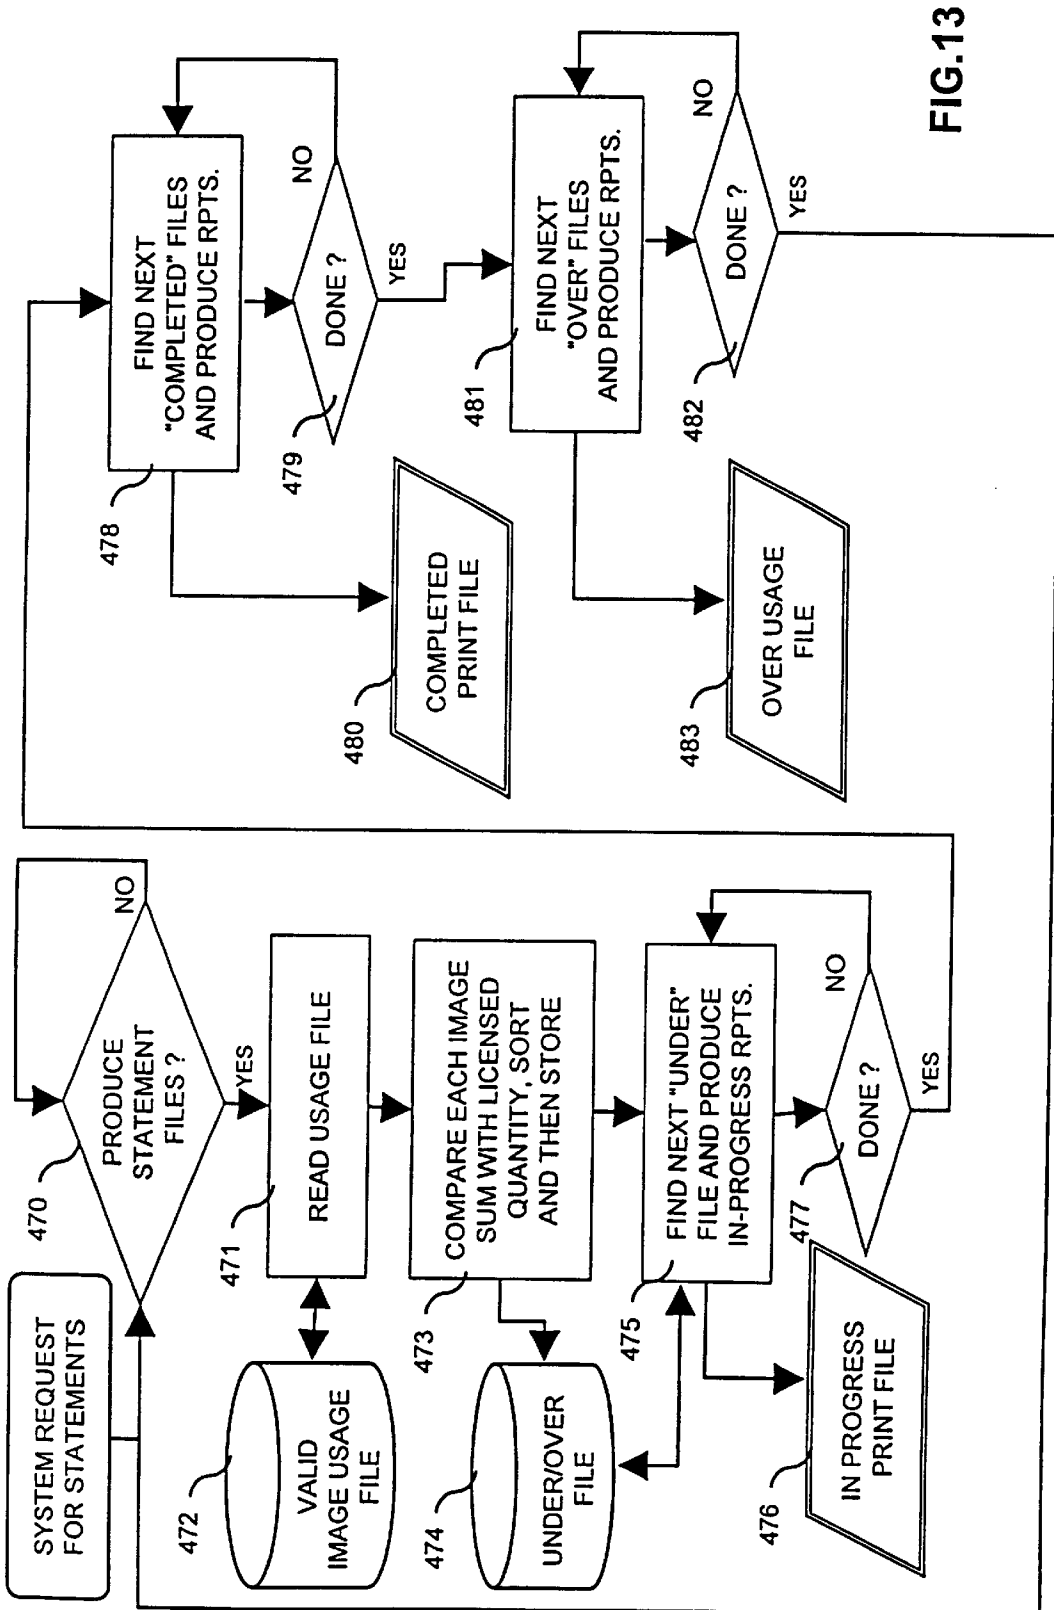 SYSTEM REQUEST
FOR STATEMENTS
470
PRODUCE
STATEMENT
FILES ?
NO
YES
471
READ USAGE FILE
472
VALID
IMAGE USAGE
FILE
473
COMPARE EACH IMAGE
SUM WITH LICENSED
QUANTITY, SORT
AND THEN STORE
474
UNDER/OVER
FILE
475
FIND NEXT "UNDER"
FILE AND PRODUCE
IN-PROGRESS RPTS.
476
IN PROGRESS
PRINT FILE
477
DONE ?
NO
YES
478
FIND NEXT
"COMPLETED" FILES
AND PRODUCE RPTS.
479
DONE ?
NO
YES
480
COMPLETED
PRINT FILE
481
FIND NEXT
"OVER" FILES
AND PRODUCE RPTS.
482
DONE ?
NO
YES
483
OVER USAGE
FILE
FIG.13